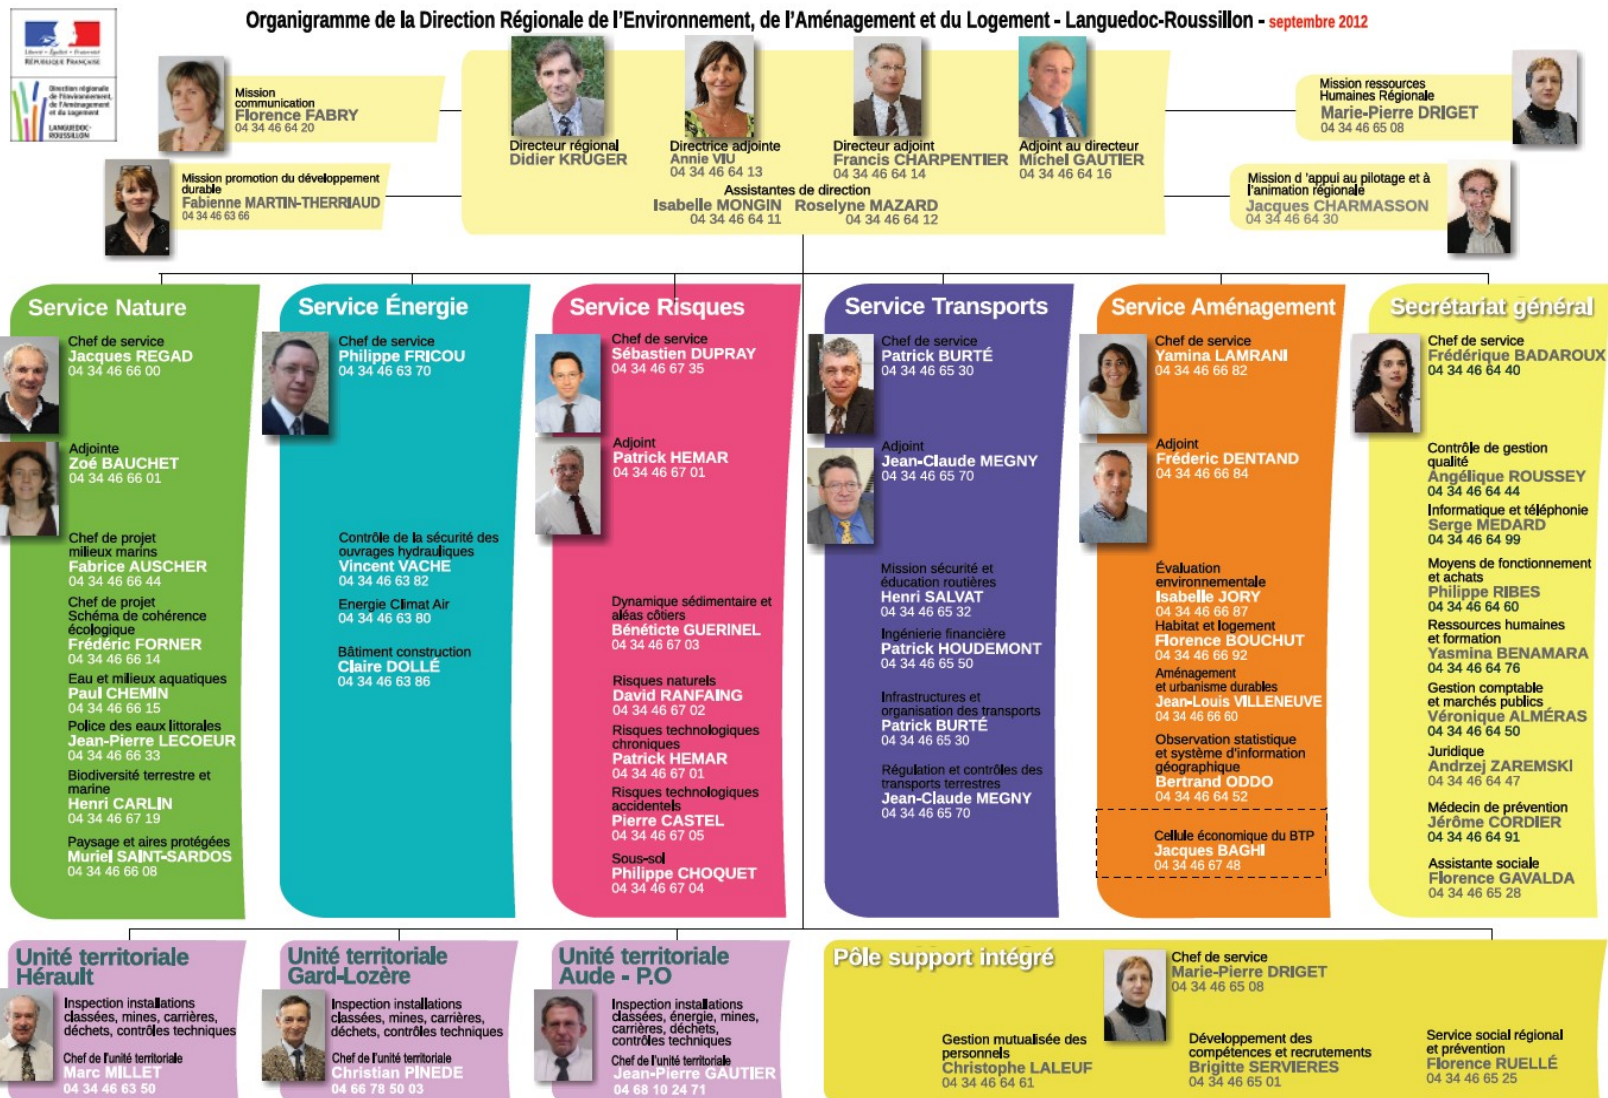 Organigramme de la Direction Régionale de l'Environnement, de l'Aménagement et du Logement - Languedoc-Roussillon - septembre 2012
Liberté • Égalité • Fraternité
RÉPUBLIQUE FRANÇAISE
Direction régionale
de l'Environnement,
de l'Aménagement
et du Logement
LANGUEDOC-
ROUSSILLON
Mission
communication
Florence FABRY
04 34 46 64 20
Mission promotion du développement
durable
Fabienne MARTIN-THERRIAUD
04 34 46 63 66
Directeur régional
Didier KRUGER
Directrice adjointe
Annie VIU
04 34 46 64 13
Directeur adjoint
Francis CHARPENTIER
04 34 46 64 14
Adjoint au directeur
Michel GAUTIER
04 34 46 64 16
Assistantes de direction
Isabelle MONGIN Roselyne MAZARD
04 34 46 64 11 04 34 46 64 12
Mission ressources
Humaines Régionale
Marie-Pierre DRIGET
04 34 46 65 08
Mission d 'appui au pilotage et à
l'animation régionale
Jacques CHARMASSON
04 34 46 64 30
Service Nature
Chef de service
Jacques REGAD
04 34 46 66 00
Adjointe
Zoé BAUCHET
04 34 46 66 01
Chef de projet
milieux marins
Fabrice AUSCHER
04 34 46 66 44
Chef de projet
Schéma de cohérence
écologique
Frédéric FORNER
04 34 46 66 14
Eau et milieux aquatiques
Paul CHEMIN
04 34 46 66 15
Police des eaux littorales
Jean-Pierre LECOEUR
04 34 46 66 33
Biodiversité terrestre et
marine
Henri CARLIN
04 34 46 67 19
Paysage et aires protégées
Muriel SAINT-SARDOS
04 34 46 66 08
Service Énergie
Chef de service
Philippe FRICOU
04 34 46 63 70
Contrôle de la sécurité des
ouvrages hydrauliques
Vincent VACHE
04 34 46 63 82
Energie Climat Air
04 34 46 63 80
Bâtiment construction
Claire DOLLÉ
04 34 46 63 86
Service Risques
Chef de service
Sébastien DUPRAY
04 34 46 67 35
Adjoint
Patrick HEMAR
04 34 46 67 01
Dynamique sédimentaire et
aléas côtiers
Bénéticte GUERINEL
04 34 46 67 03
Risques naturels
David RANFAING
04 34 46 67 02
Risques technologiques
chroniques
Patrick HEMAR
04 34 46 67 01
Risques technologiques
accidentels
Pierre CASTEL
04 34 46 67 05
Sous-sol
Philippe CHOQUET
04 34 46 67 04
Service Transports
Chef de service
Patrick BURTÉ
04 34 46 65 30
Adjoint
Jean-Claude MEGNY
04 34 46 65 70
Mission sécurité et
éducation routières
Henri SALVAT
04 34 46 65 32
Ingénierie financière
Patrick HOUDEMONT
04 34 46 65 50
Infrastructures et
organisation des transports
Patrick BURTÉ
04 34 46 65 30
Régulation et contrôles des
transports terrestres
Jean-Claude MEGNY
04 34 46 65 70
Service Aménagement
Chef de service
Yamina LAMRANI
04 34 46 66 82
Adjoint
Fréderic DENTAND
04 34 46 66 84
Évaluation
environnementale
Isabelle JORY
04 34 46 66 87
Habitat et logement
Florence BOUCHUT
04 34 46 66 92
Aménagement
et urbanisme durables
Jean-Louis VILLENEUVE
04 34 46 66 60
Observation statistique
et système d'information
géographique
Bertrand ODDO
04 34 46 64 52
Cellule économique du BTP
Jacques BAGHI
04 34 46 67 48
Secrétariat général
Chef de service
Frédérique BADAROUX
04 34 46 64 40
Contrôle de gestion
qualité
Angélique ROUSSEY
04 34 46 64 44
Informatique et téléphonie
Serge MEDARD
04 34 46 64 99
Moyens de fonctionnement
et achats
Philippe RIBES
04 34 46 64 60
Ressources humaines
et formation
Yasmina BENAMARA
04 34 46 64 76
Gestion comptable
et marchés publics
Véronique ALMÉRAS
04 34 46 64 50
Juridique
Andrzej ZAREMSKI
04 34 46 64 47
Médecin de prévention
Jérôme CORDIER
04 34 46 64 91
Assistante sociale
Florence GAVALDA
04 34 46 65 28
Unité territoriale
Hérault
Inspection installations
classées, mines, carrières,
déchets, contrôles techniques
Chef de l'unité territoriale
Marc MILLET
04 34 46 63 50
Unité territoriale
Gard-Lozère
Inspection installations
classées, mines, carrières,
déchets, contrôles techniques
Chef de l'unité territoriale
Christian PINEDE
04 66 78 50 03
Unité territoriale
Aude - P.O
Inspection installations
classées, énergie, mines,
carrières, déchets,
contrôles techniques
Chef de l'unité territoriale
Jean-Pierre GAUTIER
04 68 10 24 71
Pôle support intégré
Chef de service
Marie-Pierre DRIGET
04 34 46 65 08
Gestion mutualisée des
personnels
Christophe LALEUF
04 34 46 64 61
Développement des
compétences et recrutements
Brigitte SERVIERES
04 34 46 65 01
Service social régional
et prévention
Florence RUELLÉ
04 34 46 65 25